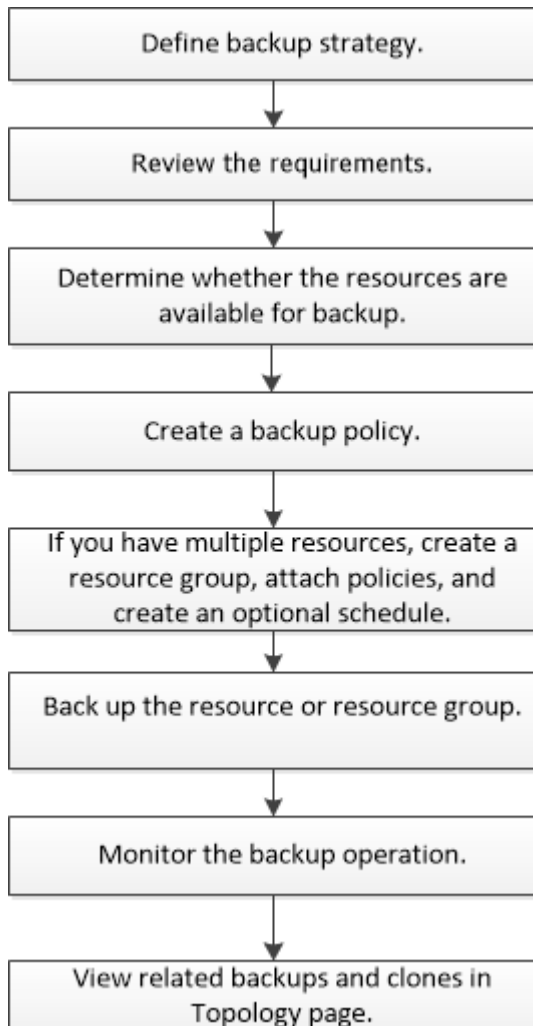 Define backup strategy.
Review the requirements.
Determine whether the resources are
available for backup.
Create a backup policy.
If you have multiple resources, create a
resource group, attach policies, and
create an optional schedule.
Back up the resource or resource group.
Monitor the backup operation.
View related backups and clones in
Topology page.